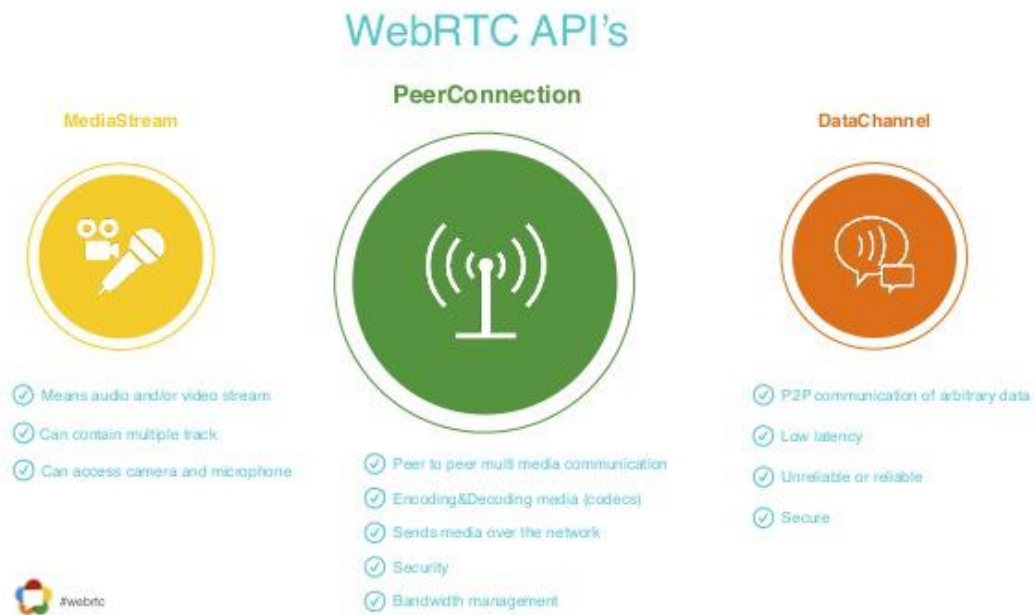 WebRTC API's
MediaStream
Means audio and/or video stream
Can contain multiple track
Can access camera and microphone
PeerConnection
Peer to peer multi media communication
Encoding&Decoding media (codecs)
Sends media over the network
Security
Bandwidth management
DataChannel
P2P communication of arbitrary data
Low latency
Unreliable or reliable
Secure
#webrtc